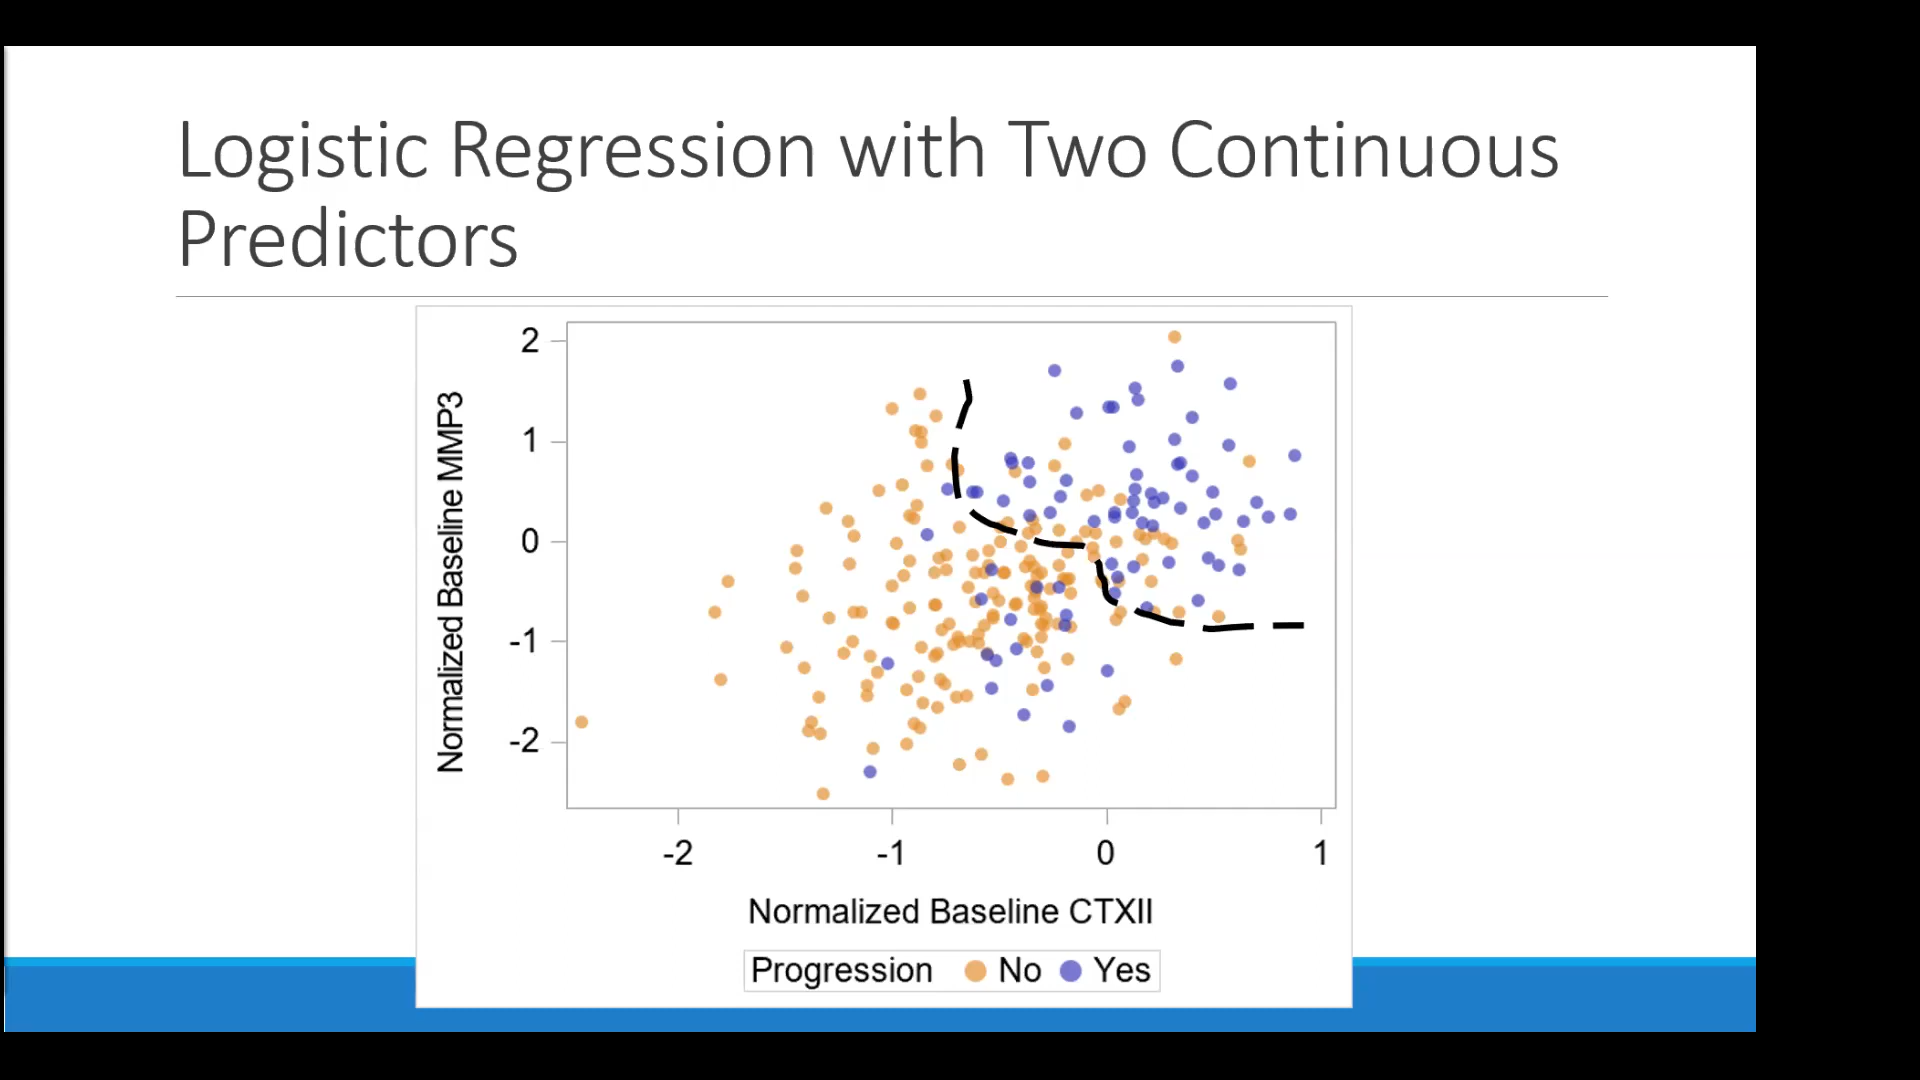 Logistic Regression with Two Continuous
Predictors
2
1
0
-1
-2
Normalized Baseline MMP3
-2 -1 0 1
Normalized Baseline CTXII
Progression No Yes